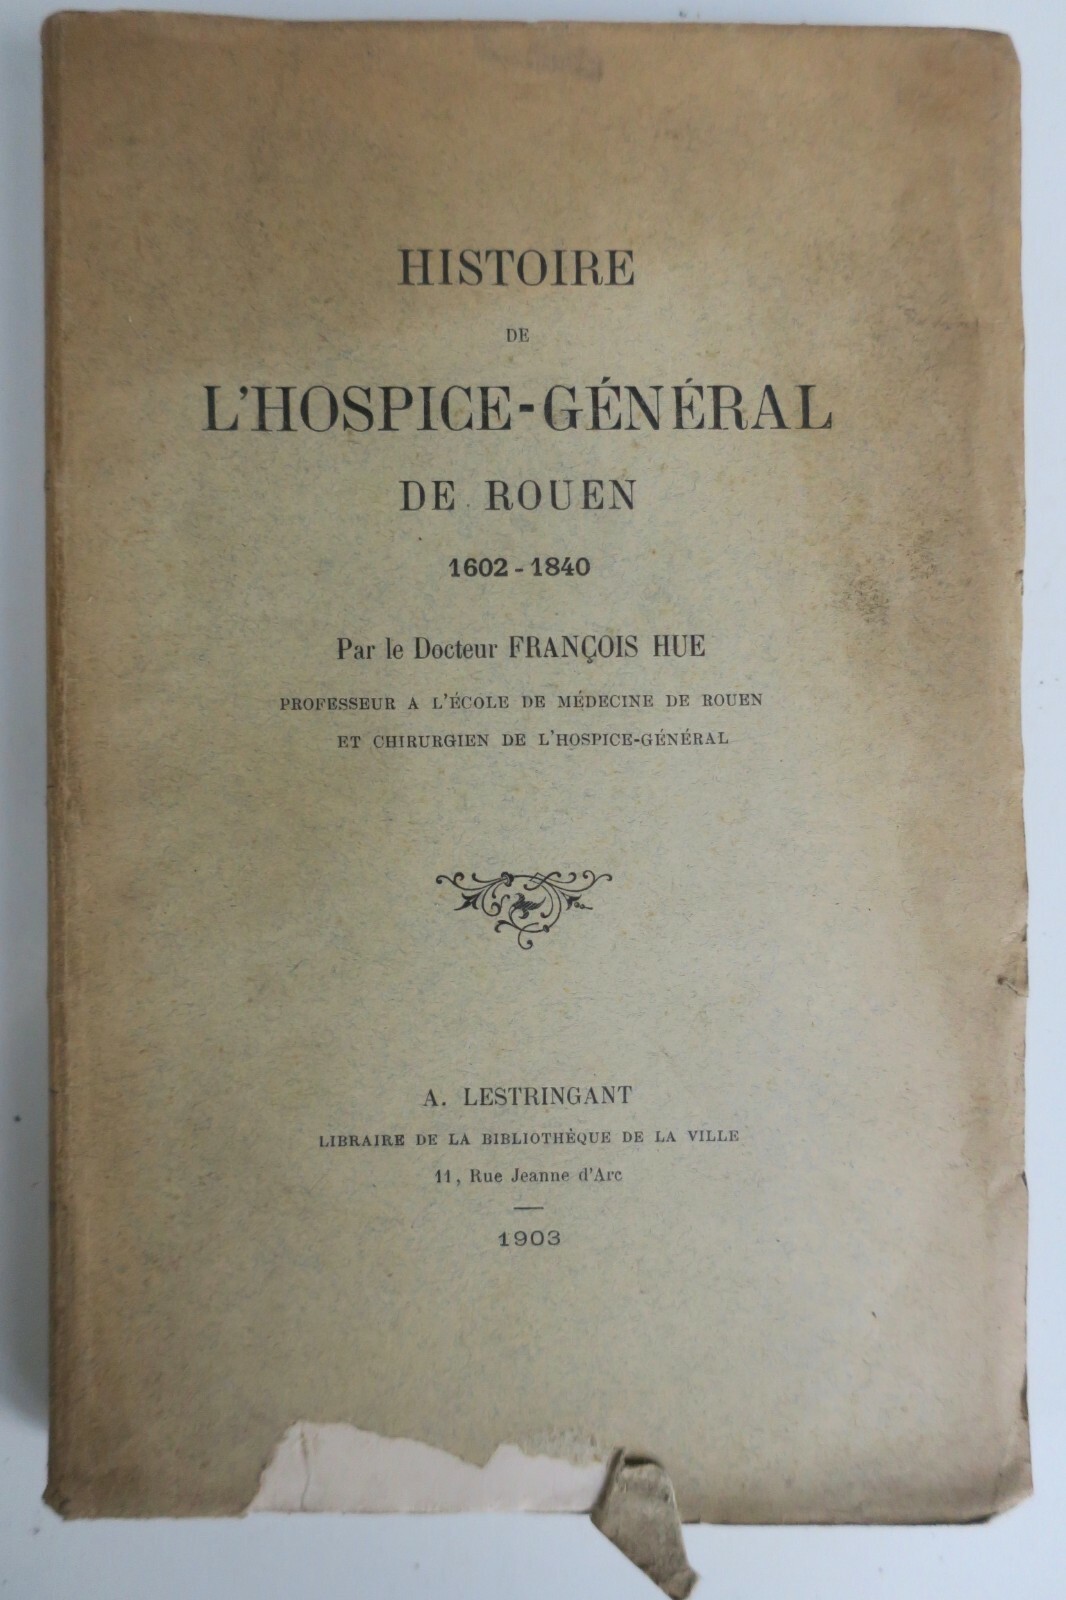 HISTOIRE
DE
L'HOSPICE-GÉNÉRAL
DE ROUEN
1602-1840
Par le Docteur FRANÇOIS HUE
PROFESSEUR A L'ÉCOLE DE MÉDECINE DE ROUEN
ET CHIRURGIEN DE L'HOSPICE-GÉNÉRAL
A. LESTRINGANT
LIBRAIRE DE LA BIBLIOTHÈQUE DE LA VILLE
11, Rue Jeanne d'Arc
1903